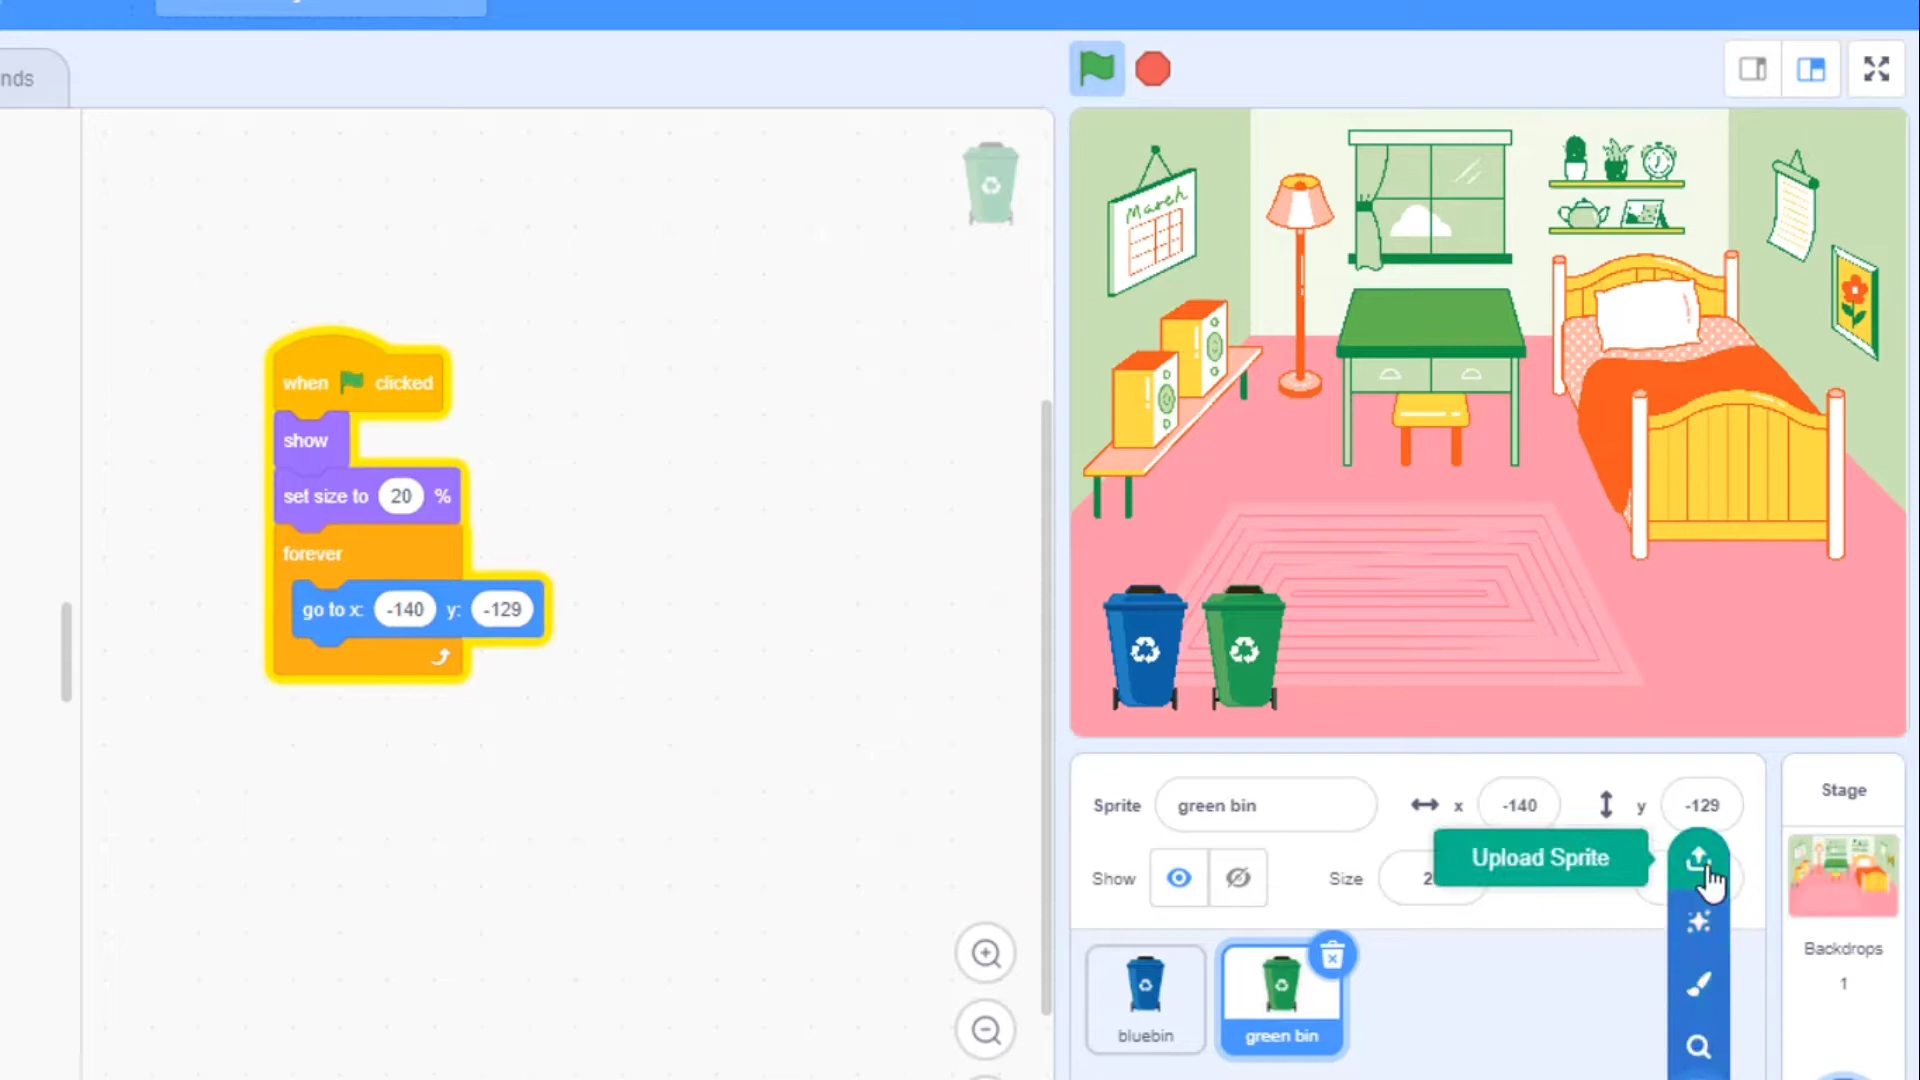 nds
when clicked
show
set size to 20 %
forever
go to x: -140 y: -129
March
Sprite green bin x -140 y -129
Upload Sprite
Show Size 2
bluebin
green bin
Stage
Backdrops
1